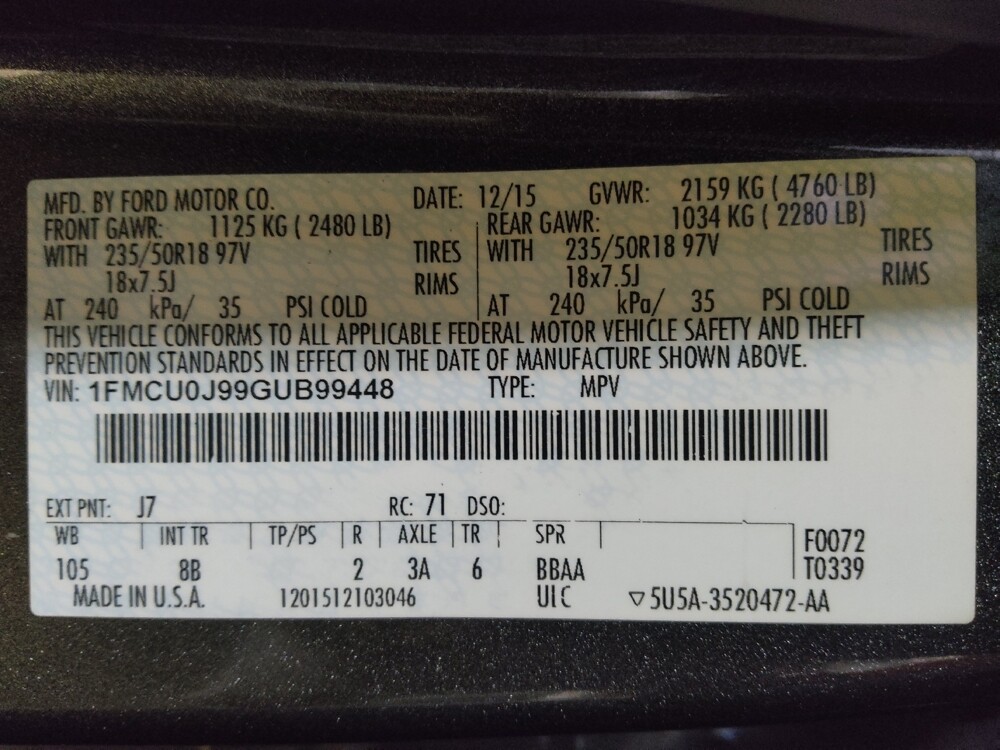 MFD. BY FORD MOTOR CO. DATE: 12/15 GVWR: 2159 KG ( 4760 LB)
FRONT GAWR: 1125 KG ( 2480 LB) REAR GAWR: 1034 KG ( 2280 LB)
WITH 235/50R18 97V TIRES WITH 235/50R18 97V TIRES
18x7.5J RIMS 18x7.5J RIMS
AT 240 kPa/ 35 PSI COLD AT 240 kPa/ 35 PSI COLD
THIS VEHICLE CONFORMS TO ALL APPLICABLE FEDERAL MOTOR VEHICLE SAFETY AND THEFT
PREVENTION STANDARDS IN EFFECT ON THE DATE OF MANUFACTURE SHOWN ABOVE.
VIN: 1FMCU0J99GUB99448 TYPE: MPV
EXT PNT: J7 RC: 71 DSO:
WB INT TR TP/PS R AXLE TR SPR F0072
105 8B 2 3A 6 BBAA T0339
MADE IN U.S.A. 1201512103046 UIC ▽5U5A-3520472-AA